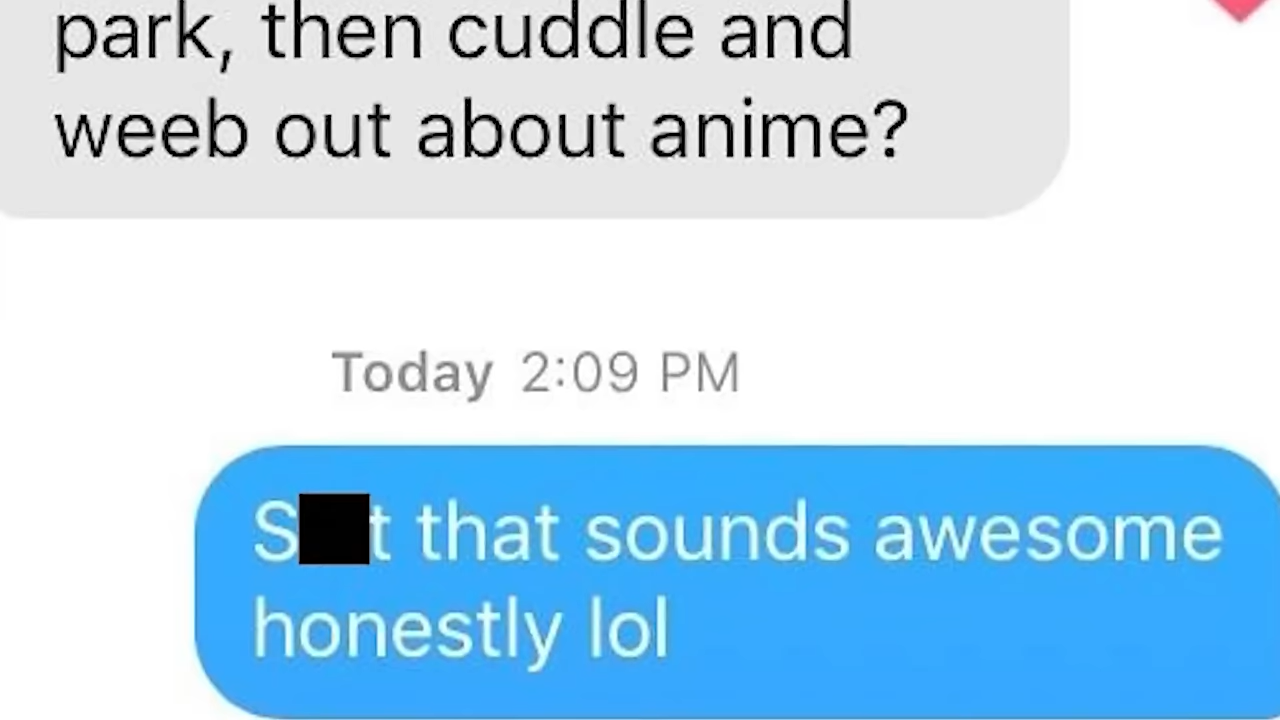 park, then cuddle and
weeb out about anime?
Today 2:09 PM
S■t that sounds awesome
honestly lol